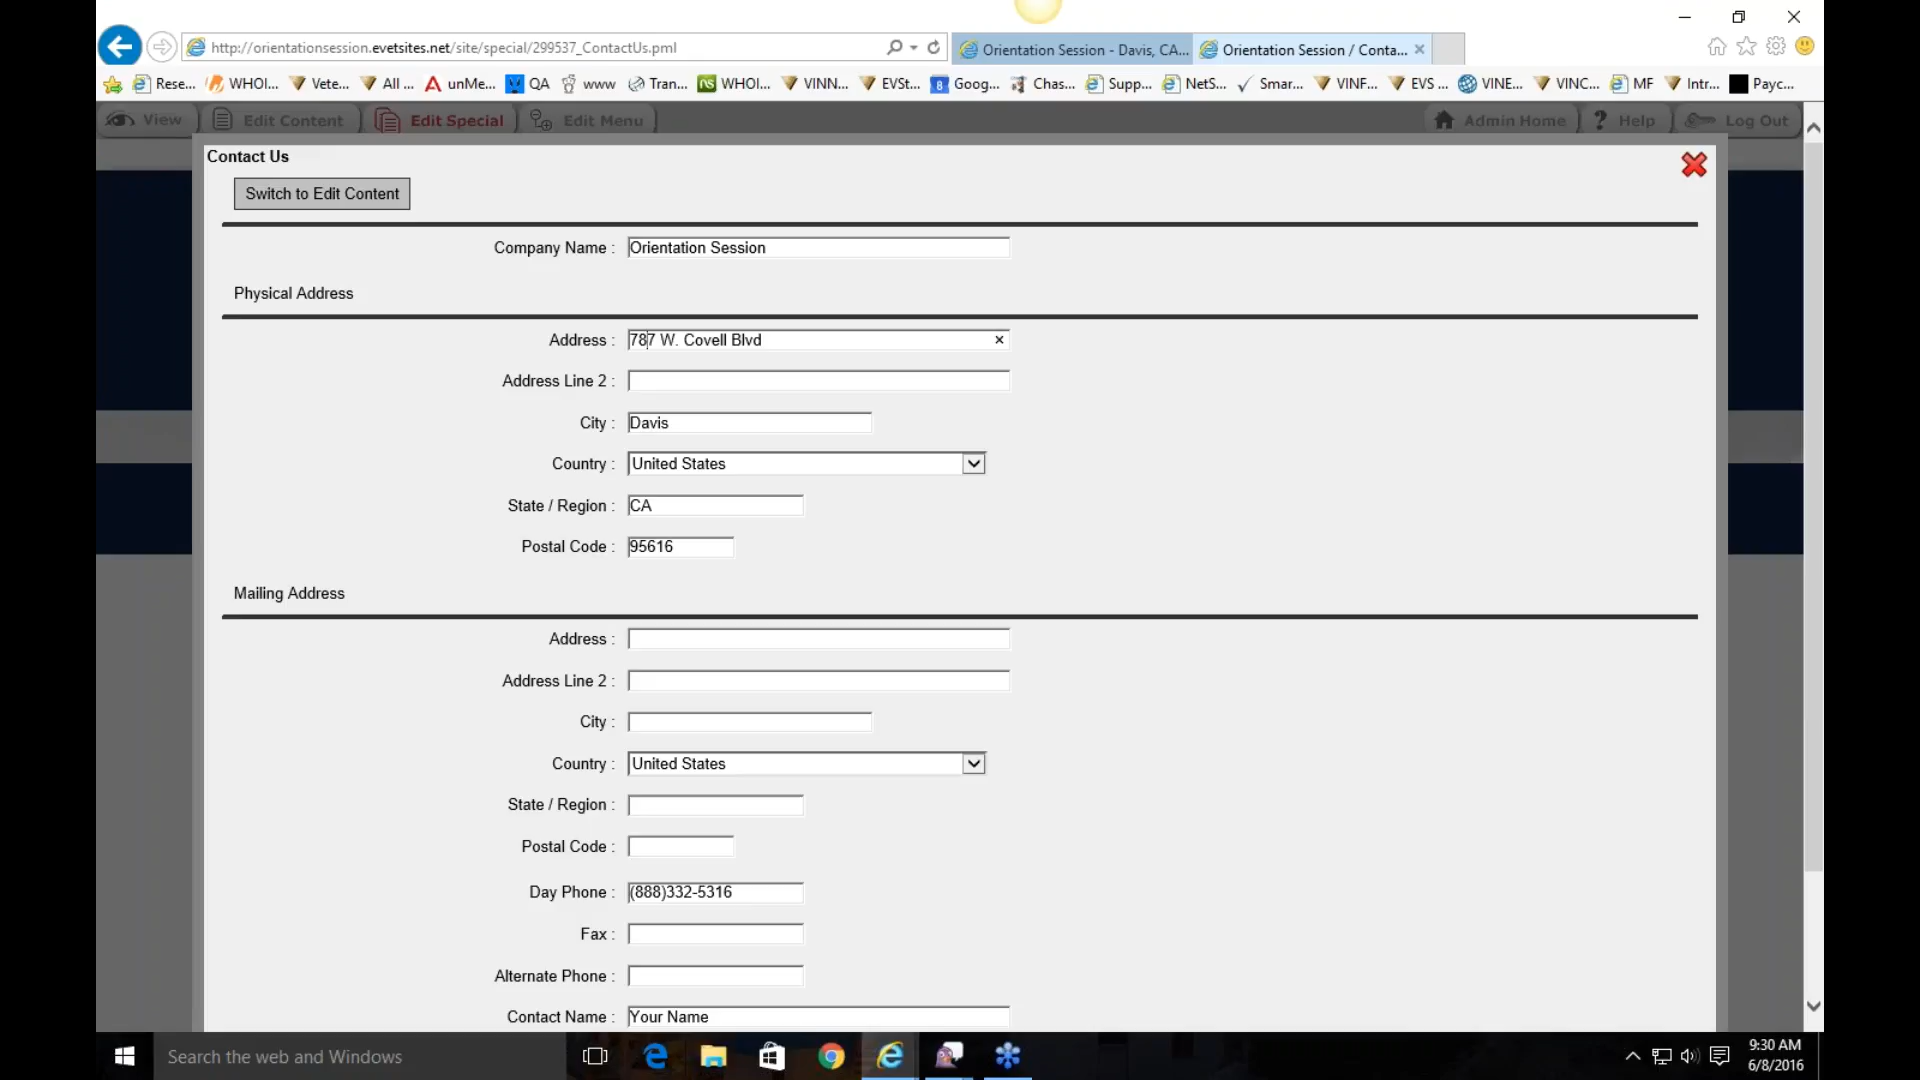 http://orientationsession.evetsites.net/site/special/299537_ContactUs.pml
Orientation Session - Davis, CA...
Orientation Session / Conta...
Rese...
WHOI...
Vete...
All ...
unMe...
QA
www
Tran...
WHOI...
VINN...
EVSt...
Goog...
Chas...
Supp...
NetS...
Smar...
VINF...
EVS ...
VINE...
VINC...
MF
Intr...
Payc...
View
Edit Content
Edit Special
Edit Menu
Admin Home
Help
Log Out
Contact Us
Switch to Edit Content
Company Name : Orientation Session
Physical Address
Address : 787 W. Covell Blvd
Address Line 2 :
City : Davis
Country : United States
State / Region : CA
Postal Code : 95616
Mailing Address
Address :
Address Line 2 :
City :
Country : United States
State / Region :
Postal Code :
Day Phone : (888)332-5316
Fax :
Alternate Phone :
Contact Name : Your Name
Search the web and Windows
9:30 AM
6/8/2016